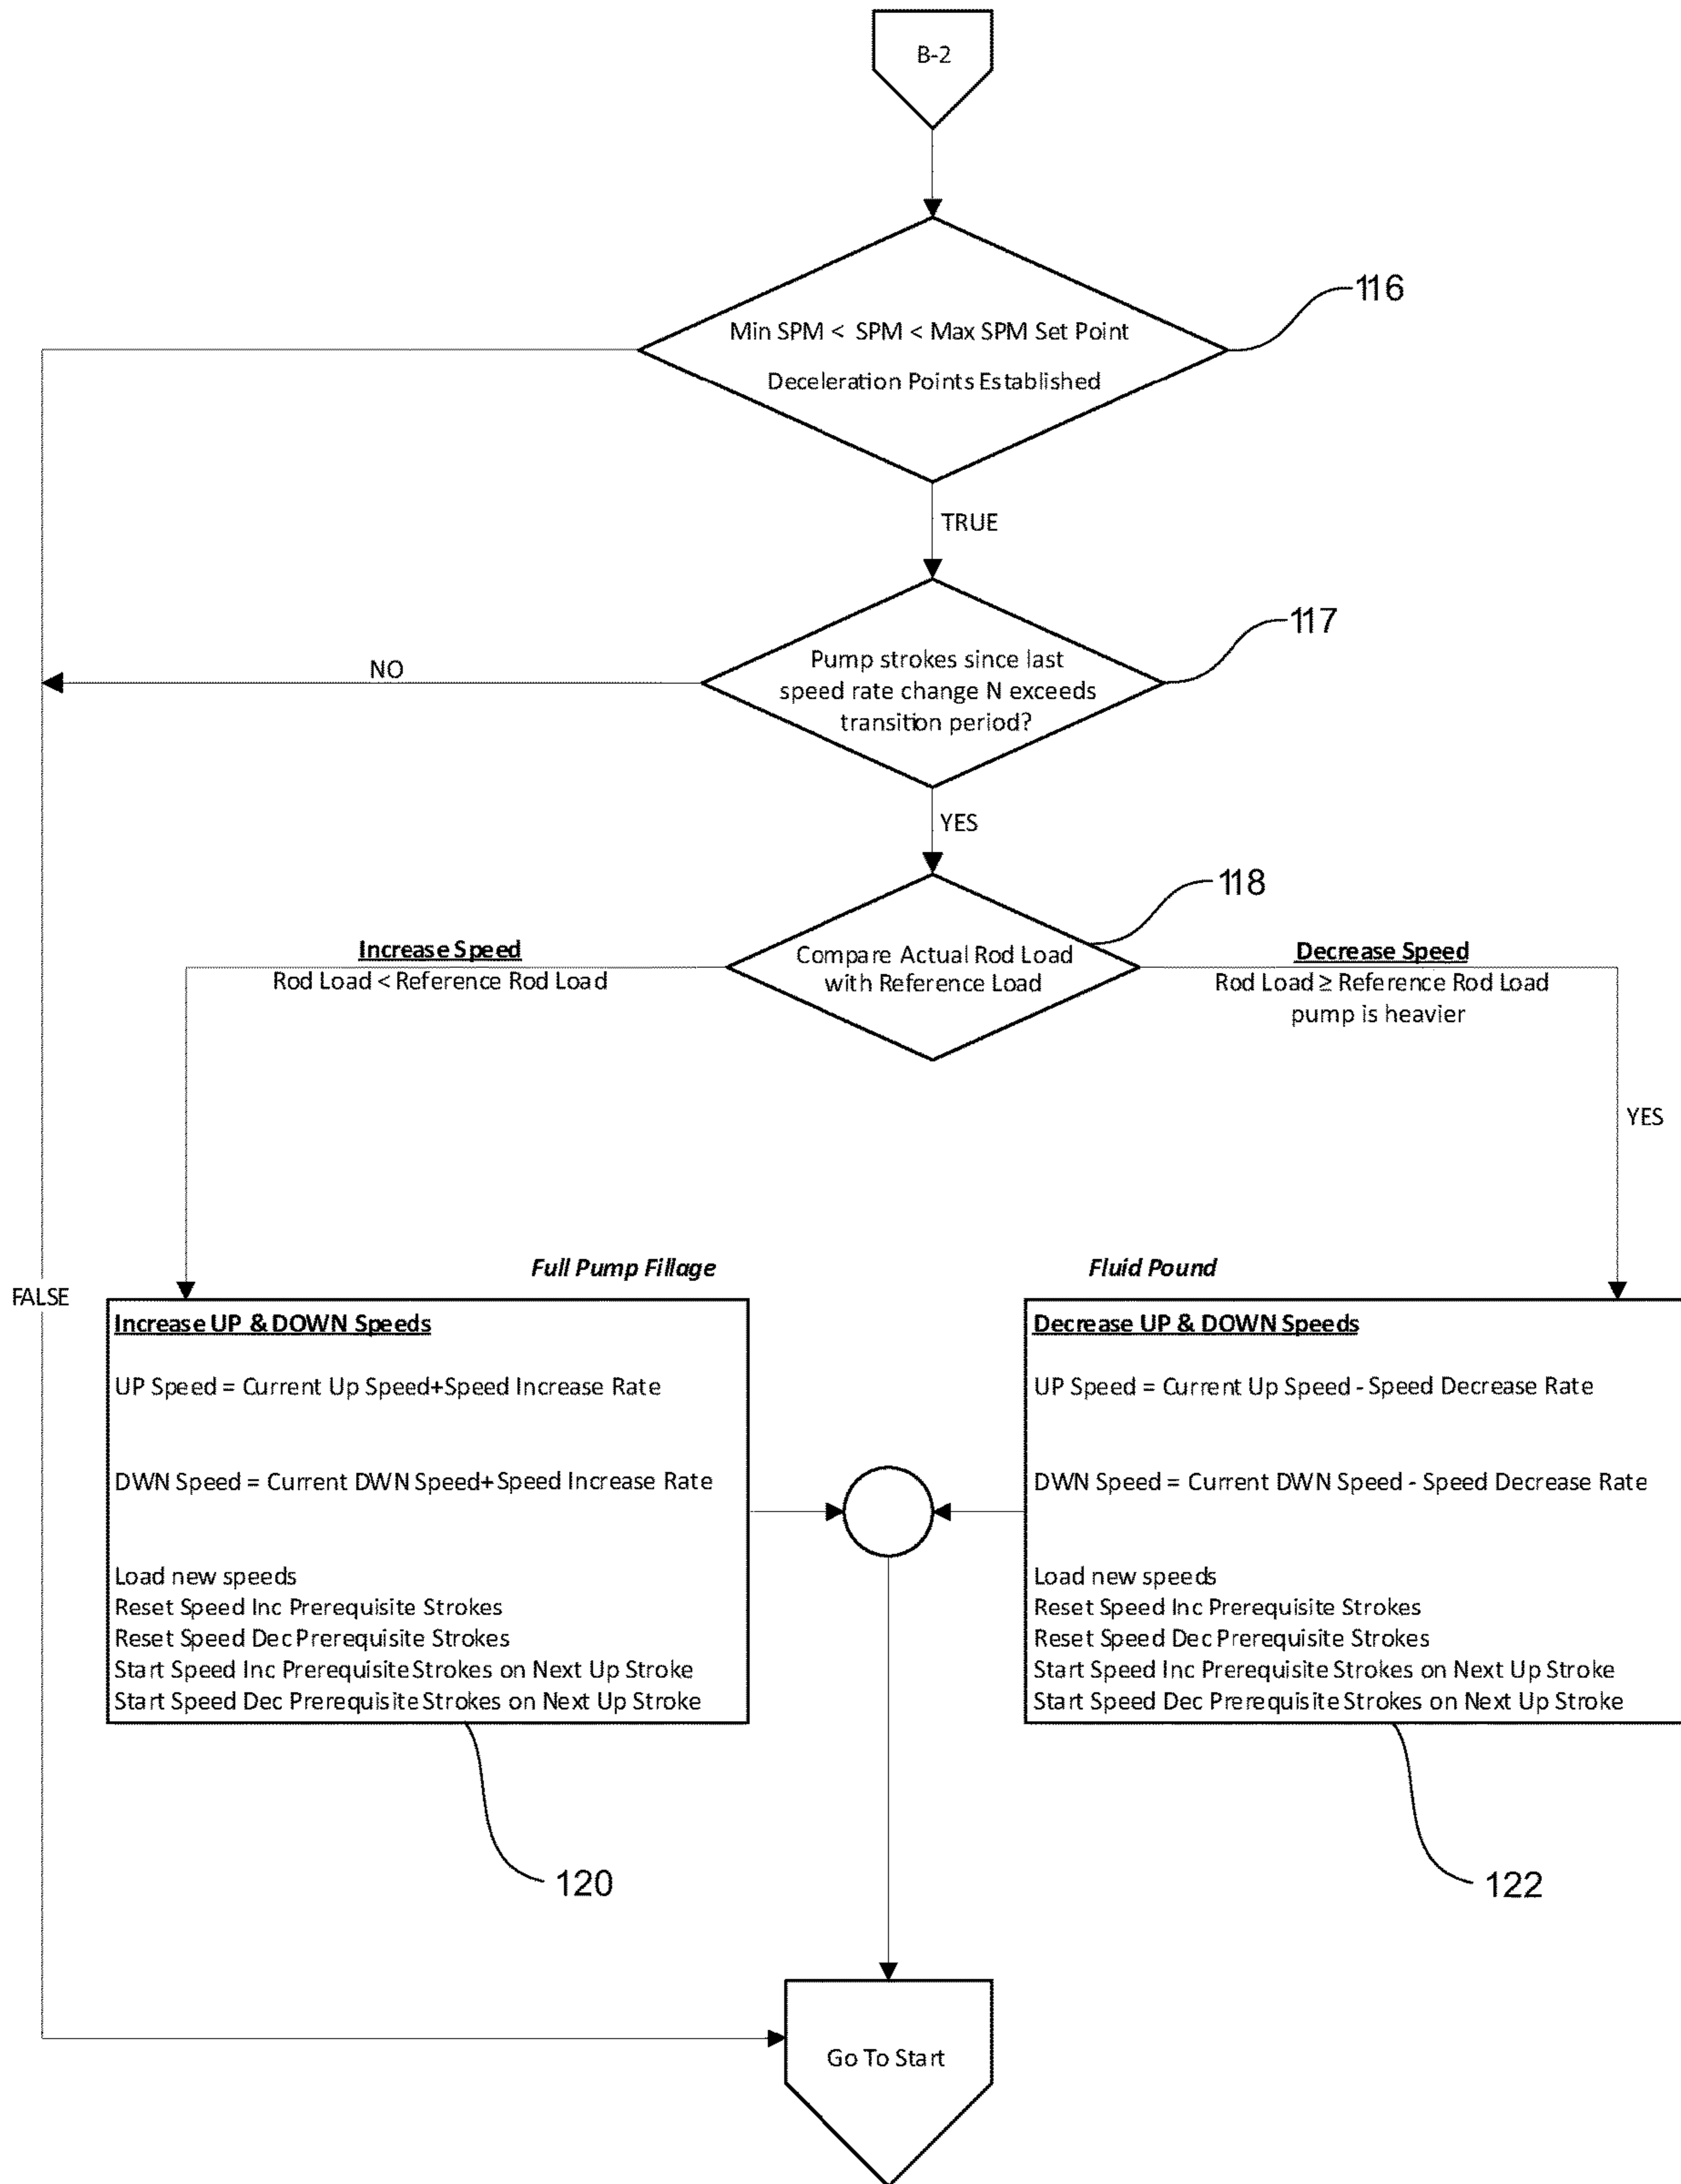 B-2
116
Min SPM < SPM < Max SPM Set Point
Deceleration Points Established
TRUE
117
Pump strokes since last
speed rate change N exceeds
transition period?
NO
YES
118
Compare Actual Rod Load
with Reference Load
Increase Speed
Rod Load < Reference Rod Load
Decrease Speed
Rod Load ≥ Reference Rod Load
pump is heavier
YES
FALSE
Full Pump Fillage
Fluid Pound
Increase UP & DOWN Speeds
UP Speed = Current Up Speed+Speed Increase Rate
DWN Speed = Current DWN Speed+Speed Increase Rate
Load new speeds
Reset Speed Inc Prerequisite Strokes
Reset Speed Dec Prerequisite Strokes
Start Speed Inc Prerequisite Strokes on Next Up Stroke
Start Speed Dec Prerequisite Strokes on Next Up Stroke
Decrease UP & DOWN Speeds
UP Speed = Current Up Speed - Speed Decrease Rate
DWN Speed = Current DWN Speed - Speed Decrease Rate
Load new speeds
Reset Speed Inc Prerequisite Strokes
Reset Speed Dec Prerequisite Strokes
Start Speed Inc Prerequisite Strokes on Next Up Stroke
Start Speed Dec Prerequisite Strokes on Next Up Stroke
120
122
Go To Start